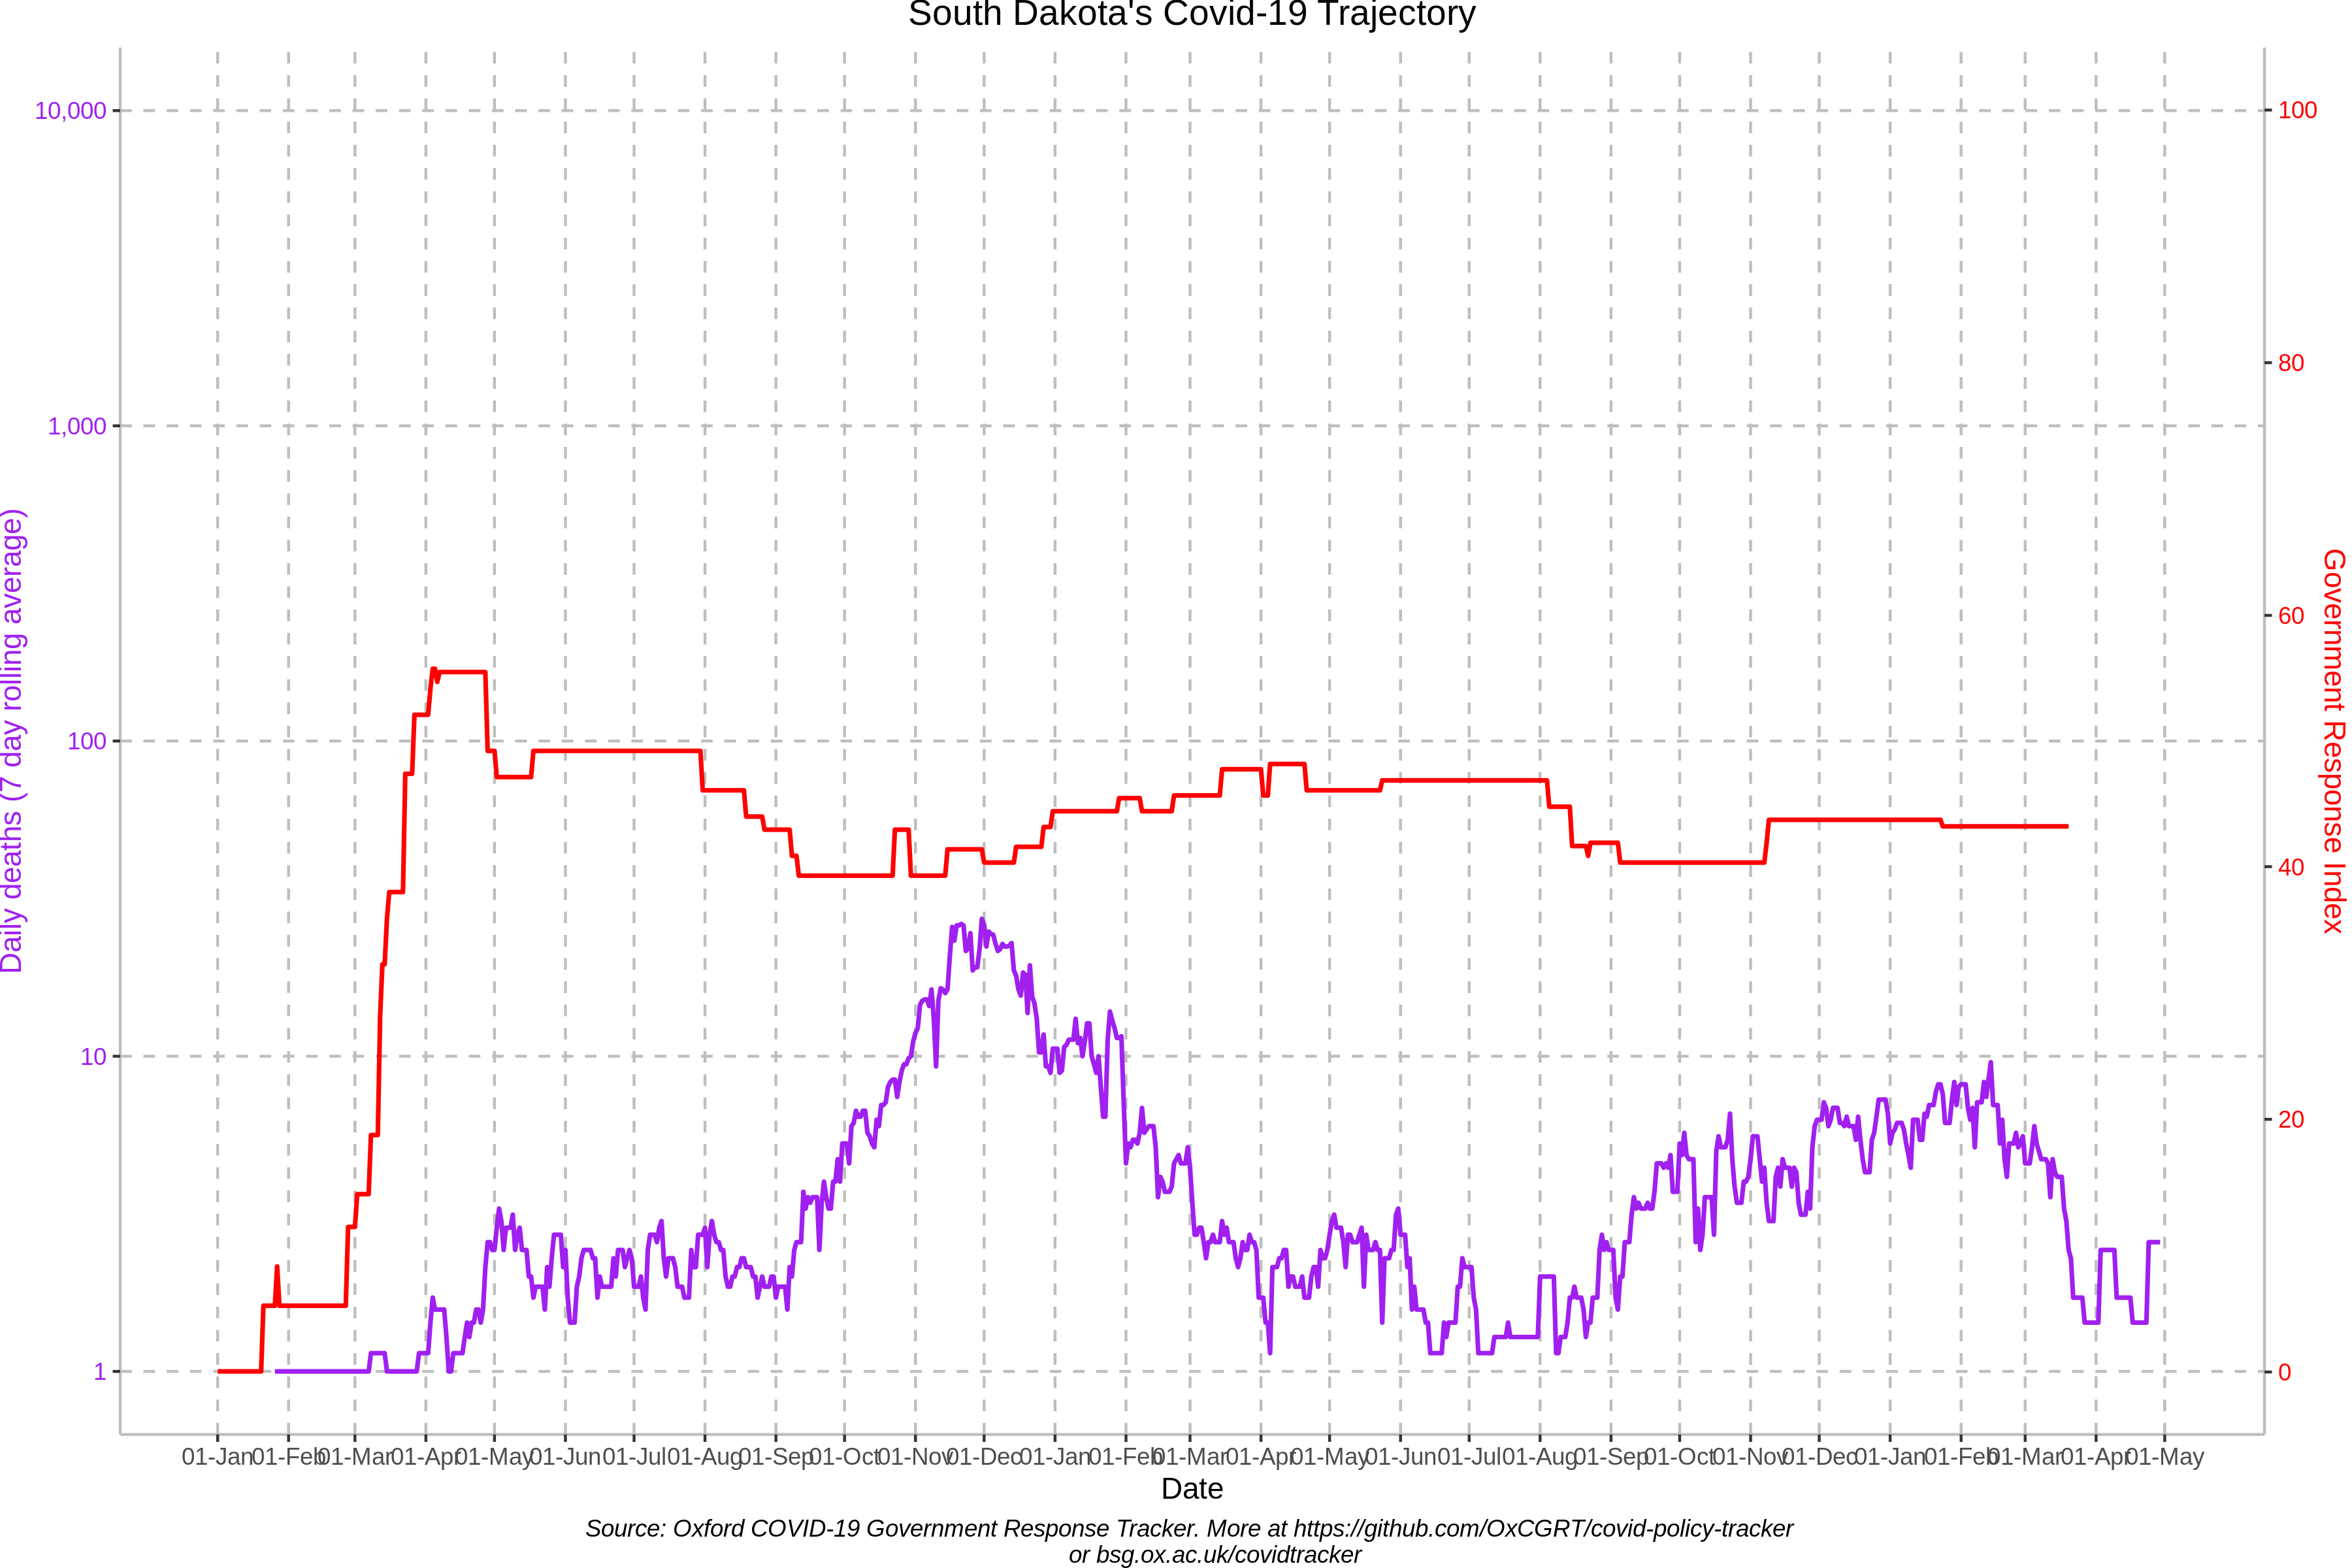 South Dakota's Covid-19 Trajectory
10,000
1,000
100
10
1
Daily deaths (7 day rolling average)
100
80
60
40
20
0
Government Response Index
01-Jan 01-Feb 01-Mar 01-Apr 01-May 01-Jun 01-Jul 01-Aug 01-Sep 01-Oct 01-Nov 01-Dec 01-Jan 01-Feb 01-Mar 01-Apr 01-May 01-Jun 01-Jul 01-Aug 01-Sep 01-Oct 01-Nov 01-Dec 01-Jan 01-Feb 01-Mar 01-Apr 01-May
Date
Source: Oxford COVID-19 Government Response Tracker. More at https://github.com/OxCGRT/covid-policy-tracker
or bsg.ox.ac.uk/covidtracker